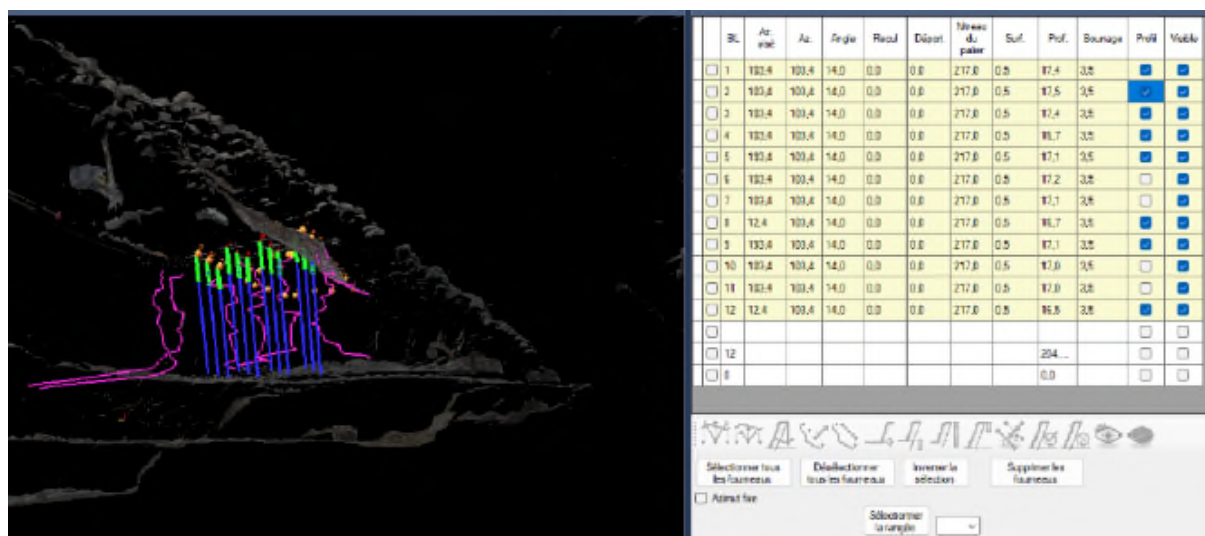 BL Az. visé Az. Angle Recul Départ Niveau du palier Surf. Prof. Bourrage Profil Visible
1 103,4 103,4 14,0 0,0 0,0 217,0 0,5 17,4 3,5
2 103,4 103,4 14,0 0,0 0,0 217,0 0,5 17,5 3,5
3 103,4 103,4 14,0 0,0 0,0 217,0 0,5 17,4 3,5
4 103,4 103,4 14,0 0,0 0,0 217,0 0,5 16,7 3,5
5 103,4 103,4 14,0 0,0 0,0 217,0 0,5 17,1 3,5
6 103,4 103,4 14,0 0,0 0,0 217,0 0,5 17,2 3,5
7 103,4 103,4 14,0 0,0 0,0 217,0 0,5 17,1 3,5
8 12,4 103,4 14,0 0,0 0,0 217,0 0,5 16,7 3,5
9 103,4 103,4 14,0 0,0 0,0 217,0 0,5 17,1 3,5
10 103,4 103,4 14,0 0,0 0,0 217,0 0,5 17,0 3,5
11 103,4 103,4 14,0 0,0 0,0 217,0 0,5 17,0 3,5
12 12,4 103,4 14,0 0,0 0,0 217,0 0,5 16,8 3,5
12 204....
0 0,0
Sélectionner tous les fourneaux
Désélectionner tous les fourneaux
Inverser la sélection
Supprimer les fourneaux
Azimut fixe
Sélectionner la rangée